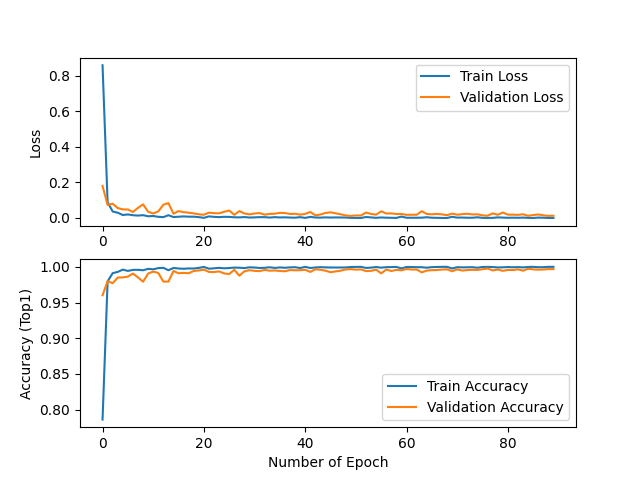 0.8
0.6
0.4
0.2
0.0
Loss
Train Loss
Validation Loss
0 20 40 60 80
1.00
0.95
0.90
0.85
0.80
Accuracy (Top1)
Train Accuracy
Validation Accuracy
0 20 40 60 80
Number of Epoch